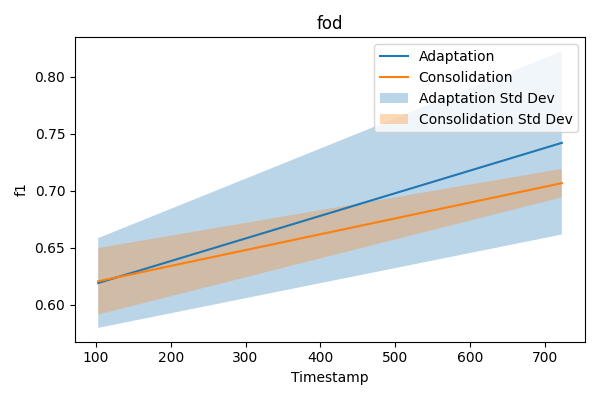 fod
Adaptation
Consolidation
Adaptation Std Dev
Consolidation Std Dev
f1
0.80
0.75
0.70
0.65
0.60
100 200 300 400 500 600 700
Timestamp